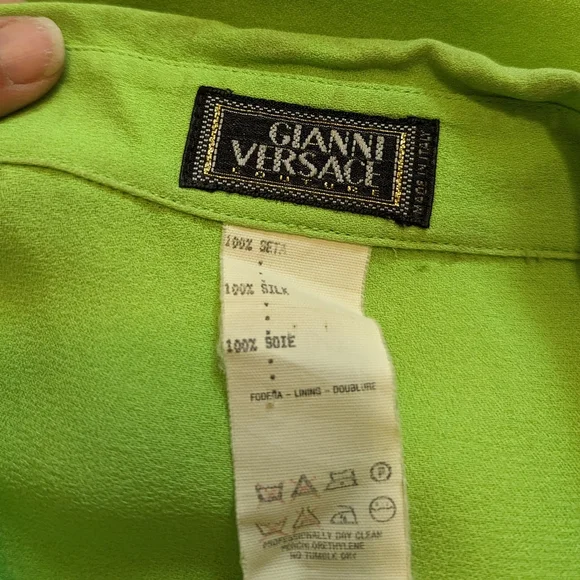 GIANNI
VERSACE
COUTURE
MADE IN ITALY
100% SETA
100% SILK
100% SOIE
FODERA - LINING - DOUBLURE
P
PROFESSIONALLY DRY CLEAN
PERCHLORETHYLENE
NO TUMBLE DRY